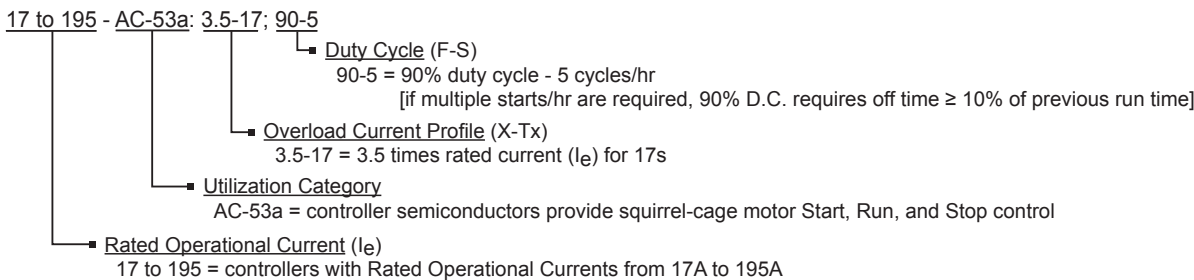 17 to 195 - AC-53a: 3.5-17; 90-5
Duty Cycle (F-S)
90-5 = 90% duty cycle - 5 cycles/hr
[if multiple starts/hr are required, 90% D.C. requires off time ≥ 10% of previous run time]
Overload Current Profile (X-Tx)
3.5-17 = 3.5 times rated current (Ie) for 17s
Utilization Category
AC-53a = controller semiconductors provide squirrel-cage motor Start, Run, and Stop control
Rated Operational Current (Ie)
17 to 195 = controllers with Rated Operational Currents from 17A to 195A